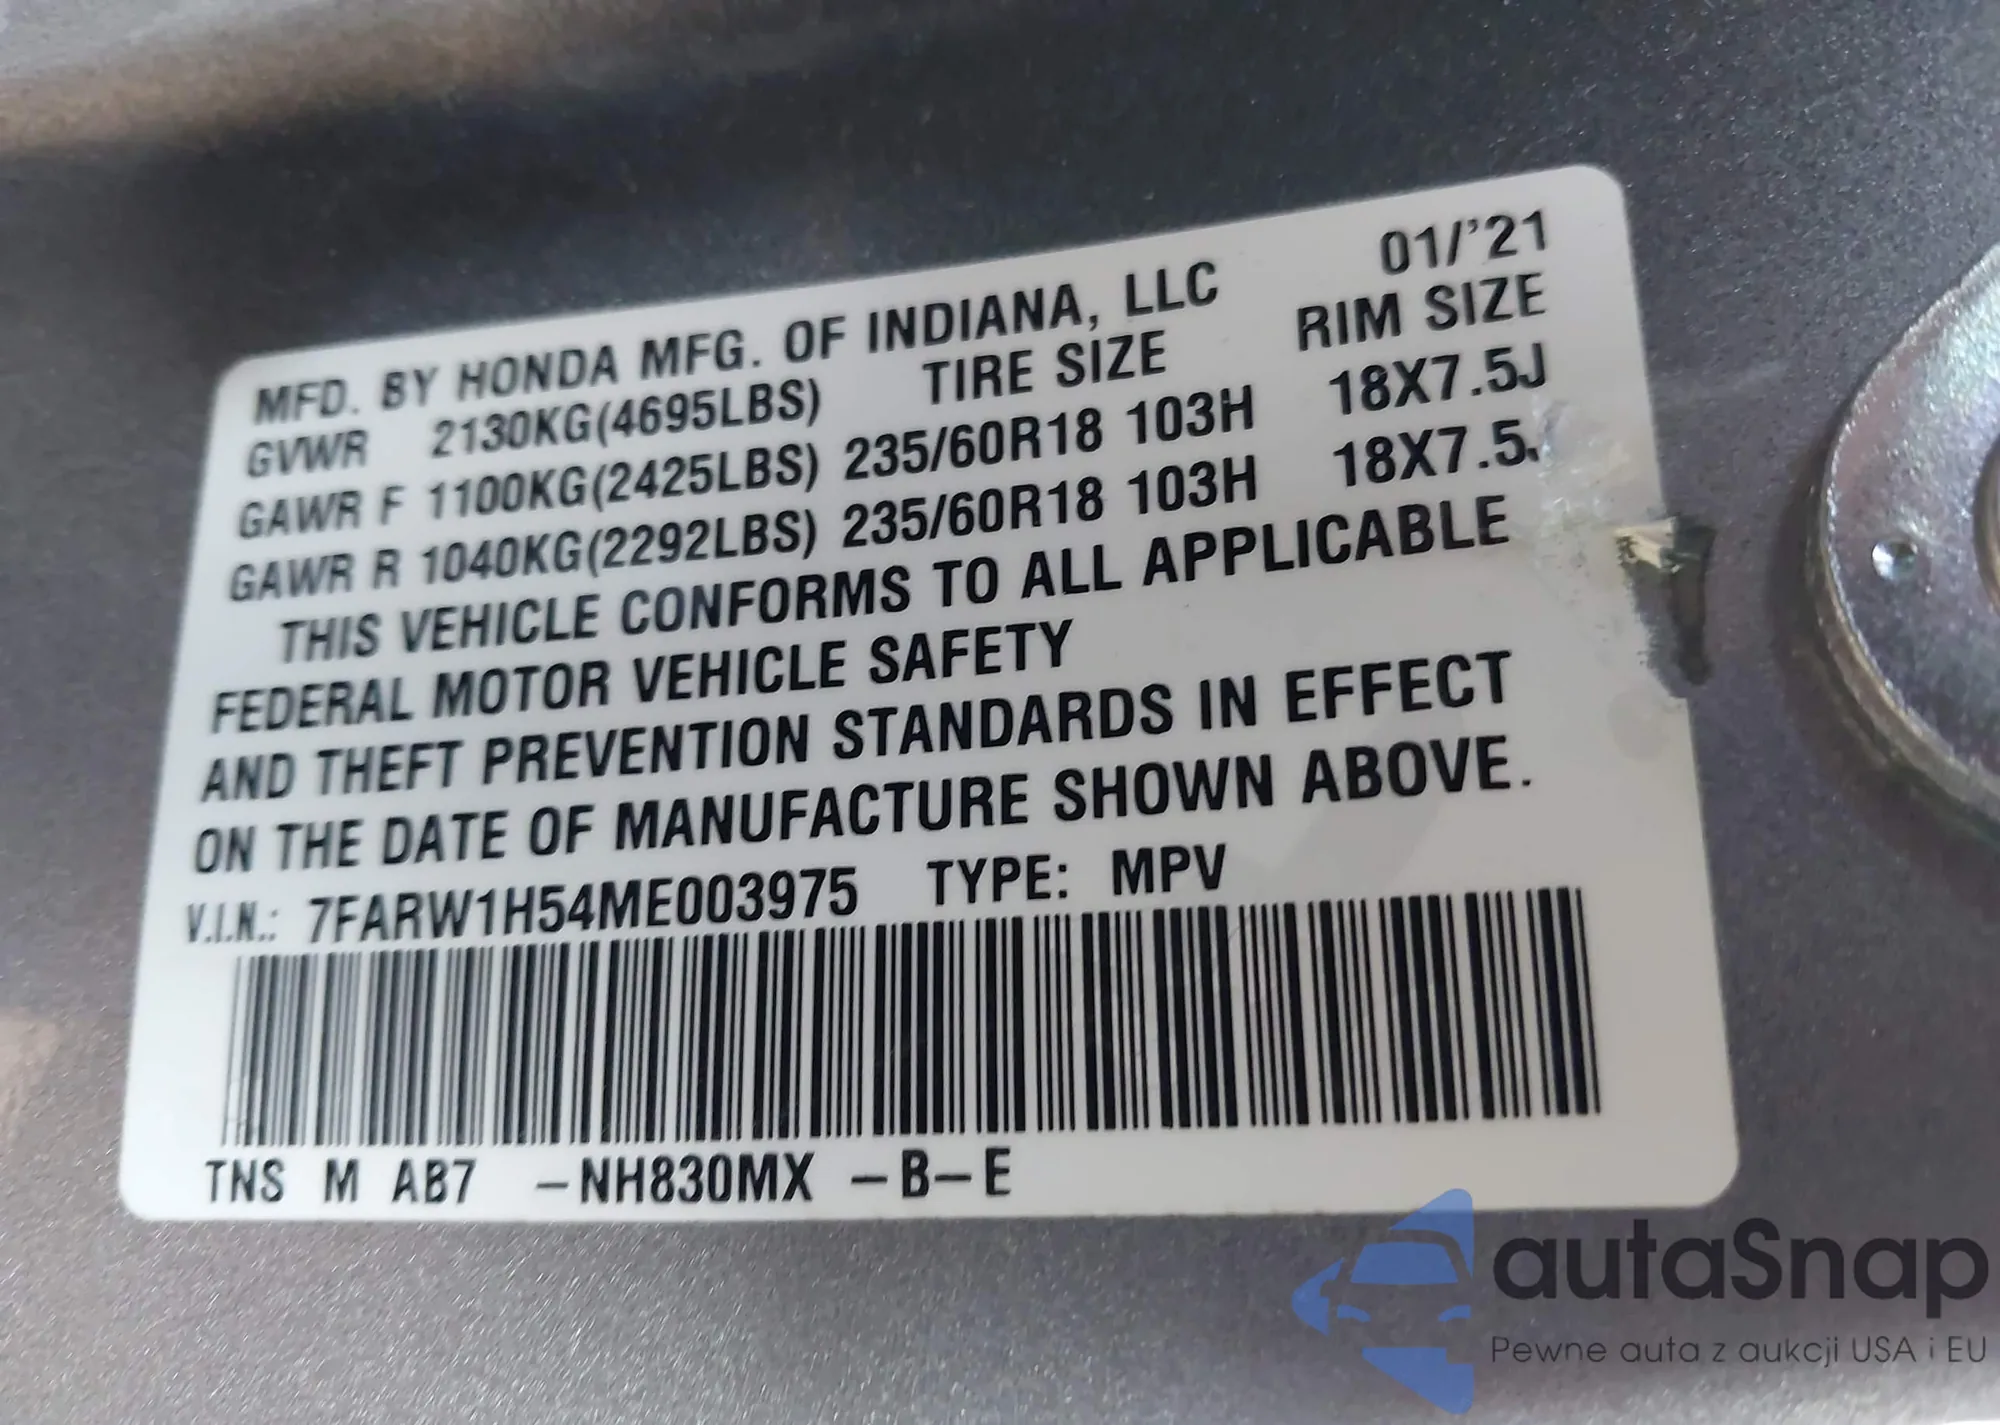 MFD. BY HONDA MFG. OF INDIANA, LLC 01/'21
GVWR 2130KG(4695LBS) TIRE SIZE RIM SIZE
GAWR F 1100KG(2425LBS) 235/60R18 103H 18X7.5J
GAWR R 1040KG(2292LBS) 235/60R18 103H 18X7.5J
THIS VEHICLE CONFORMS TO ALL APPLICABLE
FEDERAL MOTOR VEHICLE SAFETY
AND THEFT PREVENTION STANDARDS IN EFFECT
ON THE DATE OF MANUFACTURE SHOWN ABOVE.
V.I.N.: 7FARW1H54ME003975 TYPE: MPV
TNS M AB7 -NH830MX -B-E
autaSnap
Pewne auta z aukcji USA i EU